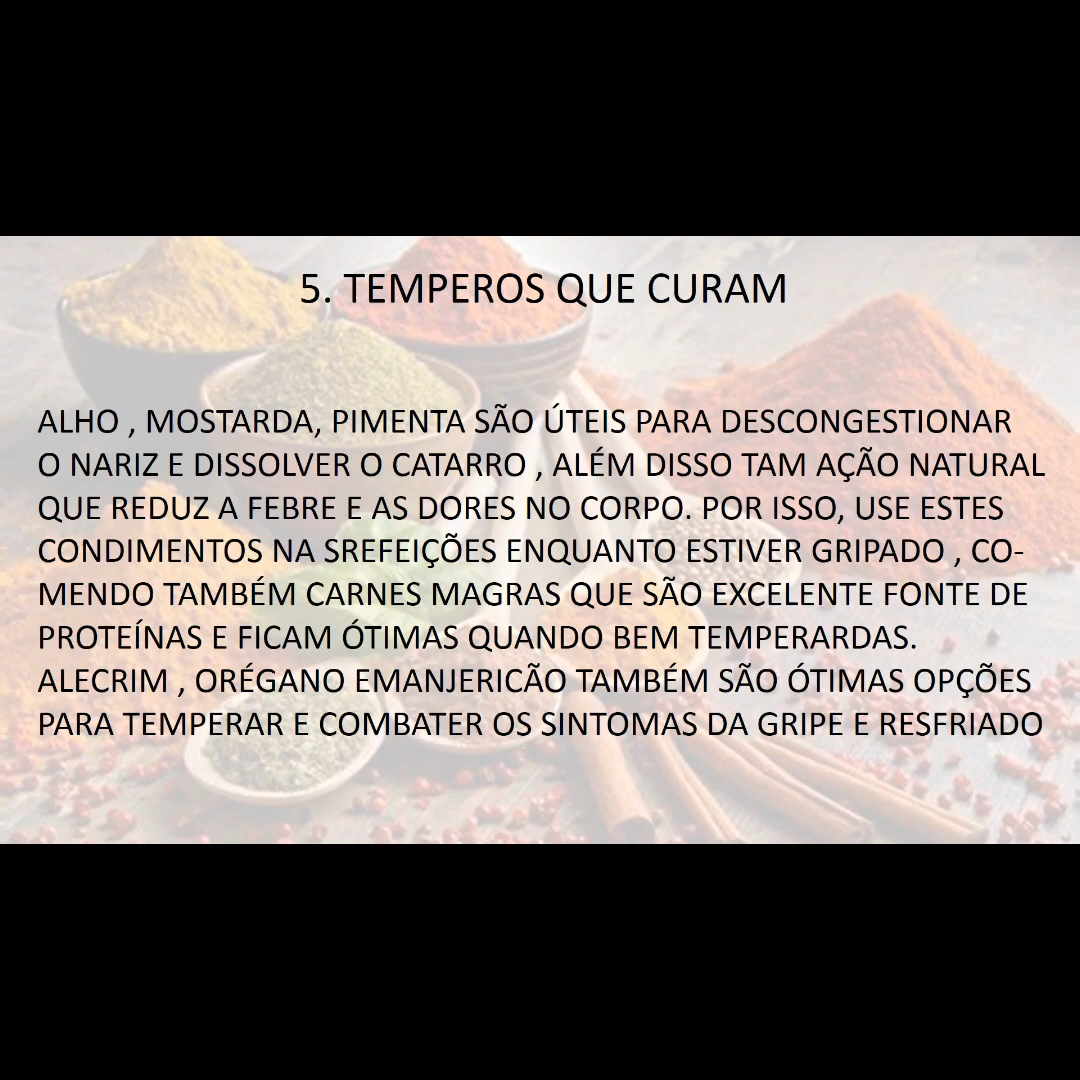 5. TEMPEROS QUE CURAM
ALHO , MOSTARDA, PIMENTA SÃO ÚTEIS PARA DESCONGESTIONAR
O NARIZ E DISSOLVER O CATARRO , ALÉM DISSO TAM AÇÃO NATURAL
QUE REDUZ A FEBRE E AS DORES NO CORPO. POR ISSO, USE ESTES
CONDIMENTOS NA SREFEIÇÕES ENQUANTO ESTIVER GRIPADO , CO-
MENDO TAMBÉM CARNES MAGRAS QUE SÃO EXCELENTE FONTE DE
PROTEÍNAS E FICAM ÓTIMAS QUANDO BEM TEMPERARDAS.
ALECRIM , ORÉGANO EMANJERICÃO TAMBÉM SÃO ÓTIMAS OPÇÕES
PARA TEMPERAR E COMBATER OS SINTOMAS DA GRIPE E RESFRIADO